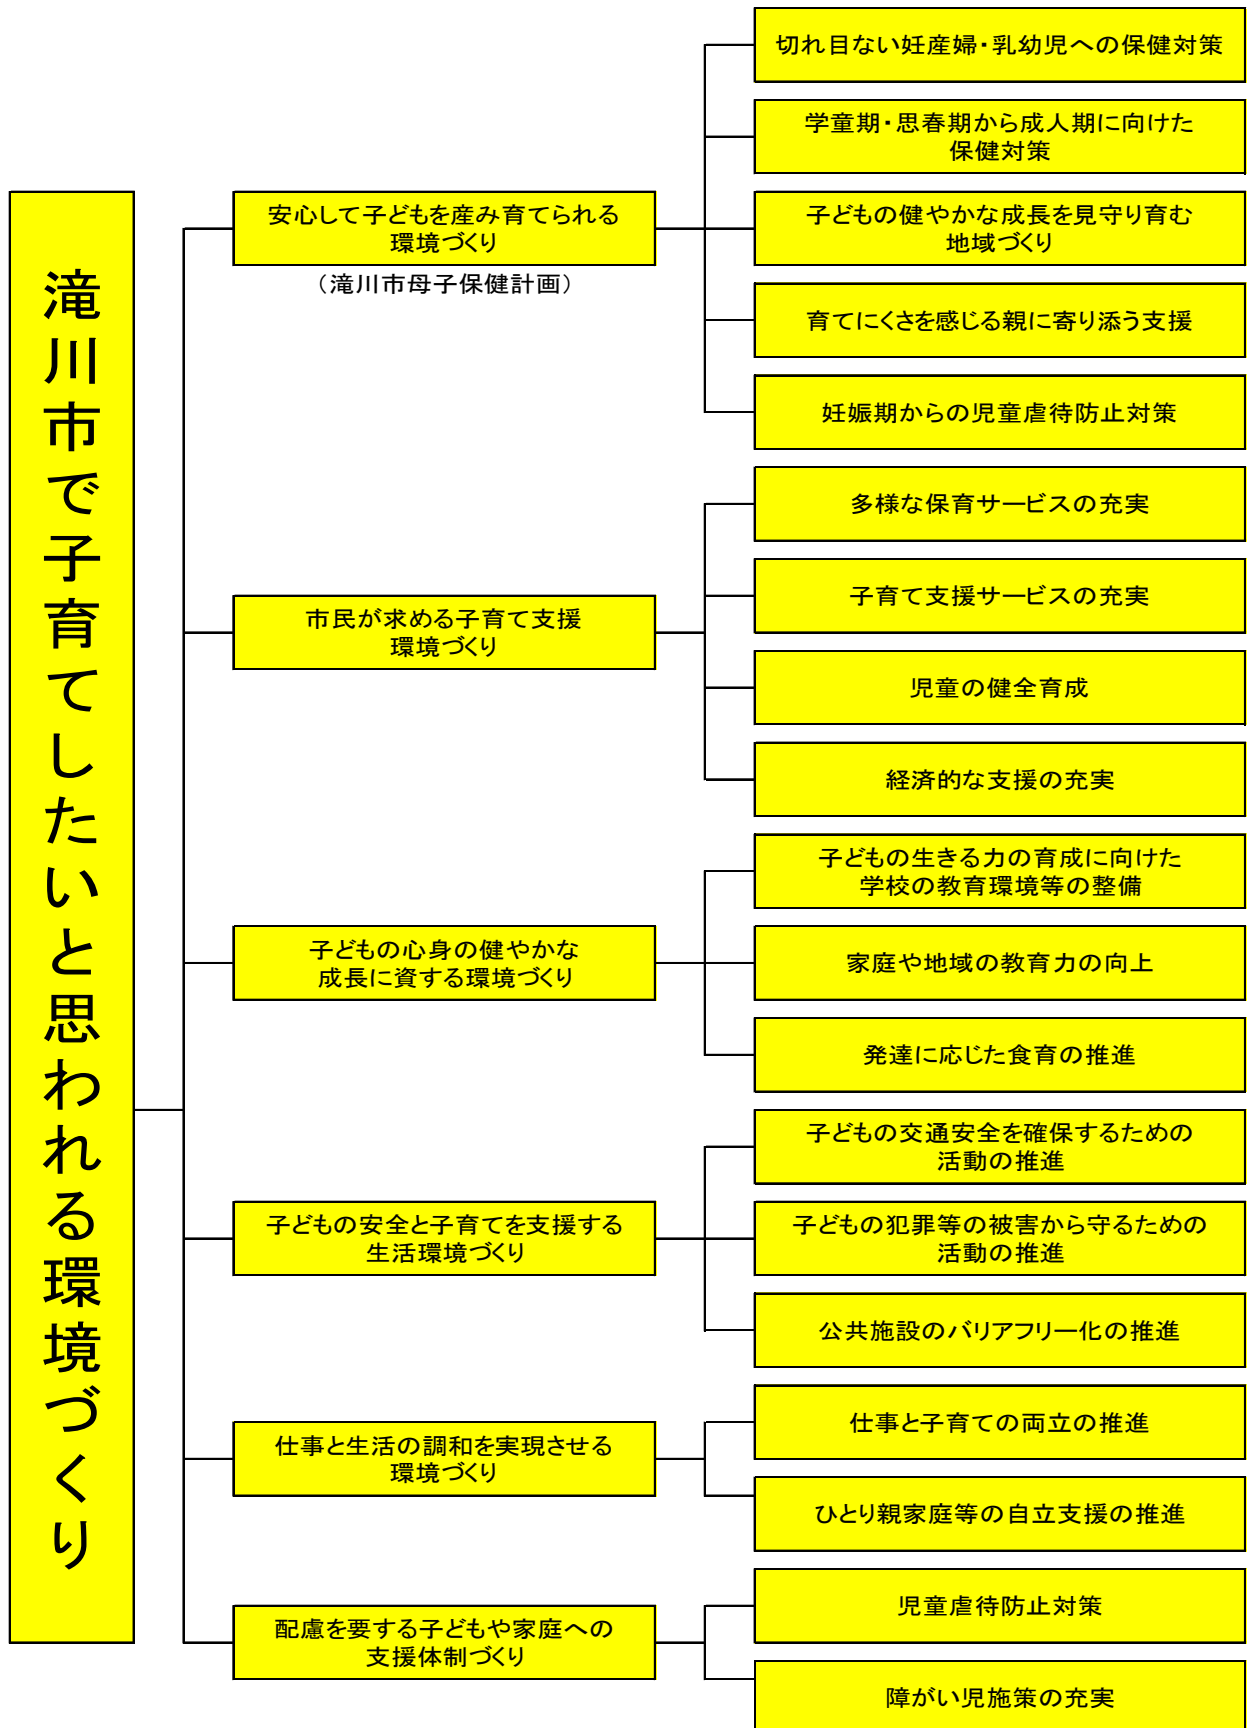 滝川市で子育てしたいと思われる環境づくり
安心して子どもを産み育てられる
環境づくり
（滝川市母子保健計画）
切れ目ない妊産婦・乳幼児への保健対策
学童期・思春期から成人期に向けた
保健対策
子どもの健やかな成長を見守り育む
地域づくり
育てにくさを感じる親に寄り添う支援
妊娠期からの児童虐待防止対策
市民が求める子育て支援
環境づくり
多様な保育サービスの充実
子育て支援サービスの充実
児童の健全育成
経済的な支援の充実
子どもの心身の健やかな
成長に資する環境づくり
子どもの生きる力の育成に向けた
学校の教育環境等の整備
家庭や地域の教育力の向上
発達に応じた食育の推進
子どもの安全と子育てを支援する
生活環境づくり
子どもの交通安全を確保するための
活動の推進
子どもの犯罪等の被害から守るための
活動の推進
公共施設のバリアフリー化の推進
仕事と生活の調和を実現させる
環境づくり
仕事と子育ての両立の推進
ひとり親家庭等の自立支援の推進
配慮を要する子どもや家庭への
支援体制づくり
児童虐待防止対策
障がい児施策の充実